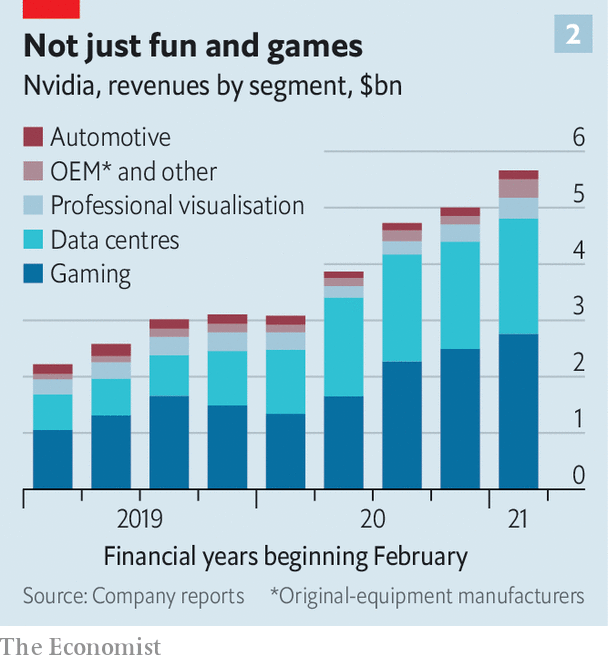 2
Not just fun and games
Nvidia, revenues by segment, $bn
Automotive
OEM* and other
Professional visualisation
Data centres
Gaming
6
5
4
3
2
1
0
2019 20 21
Financial years beginning February
Source: Company reports *Original-equipment manufacturers
The Economist